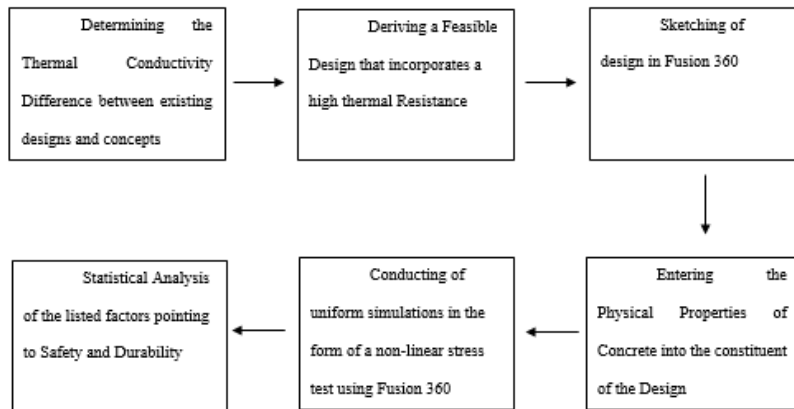 Determining the
Thermal Conductivity
Difference between existing
designs and concepts
Deriving a Feasible
Design that incorporates a
high thermal Resistance
Sketching of
design in Fusion 360
Entering the
Physical Properties of
Concrete into the constituent
of the Design
Conducting of
uniform simulations in the
form of a non-linear stress
test using Fusion 360
Statistical Analysis
of the listed factors pointing
to Safety and Durability